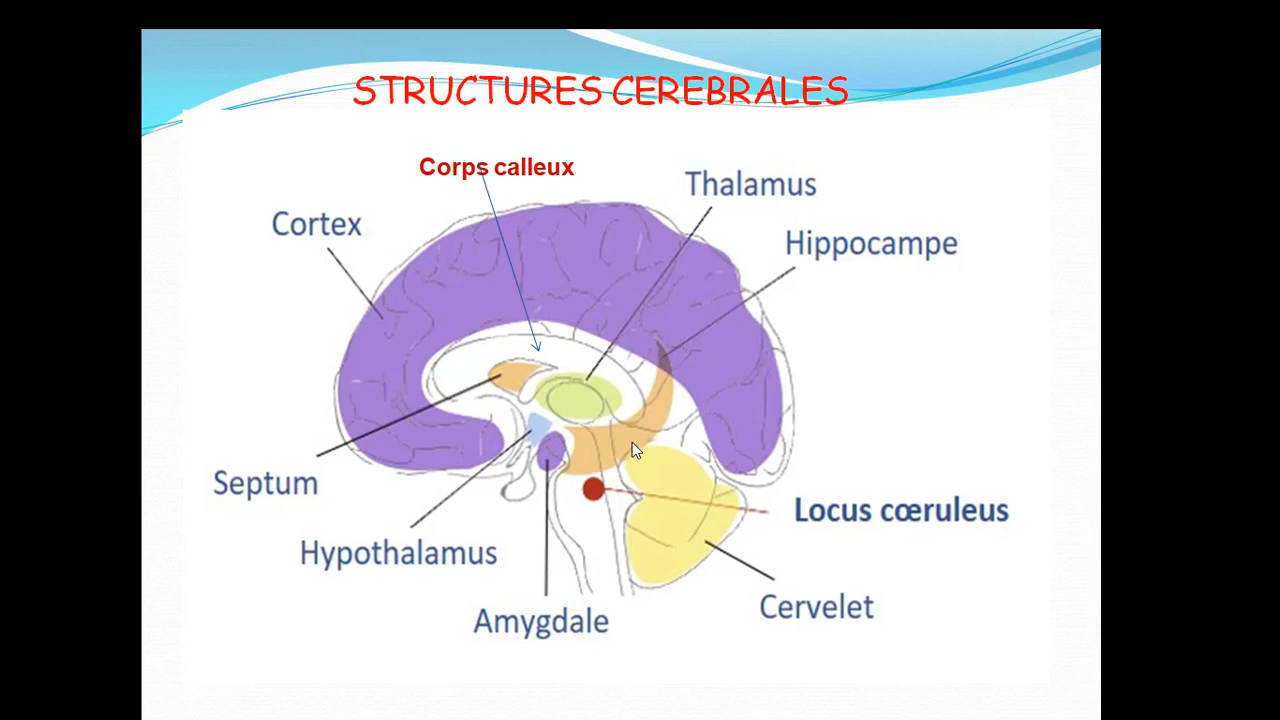 STRUCTURES CEREBRALES
Corps calleux
Thalamus
Cortex
Hippocampe
Septum
Locus cœruleus
Hypothalamus
Cervelet
Amygdale